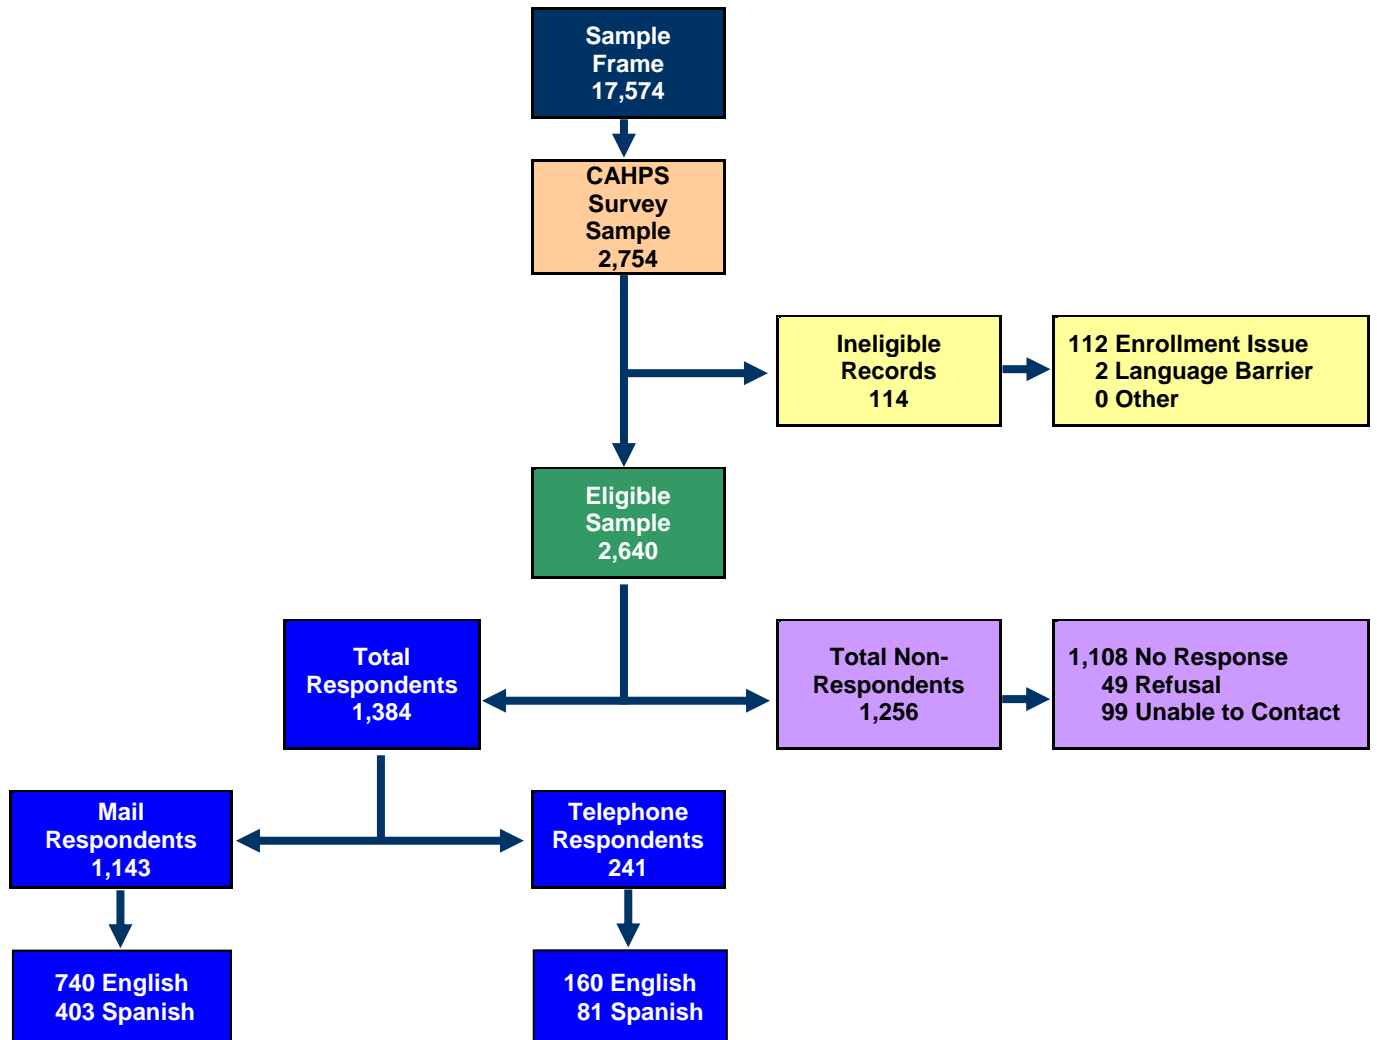 Sample
Frame
17,574
CAHPS
Survey
Sample
2,754
Ineligible
Records
114
112 Enrollment Issue
2 Language Barrier
0 Other
Eligible
Sample
2,640
Total
Respondents
1,384
Total Non-
Respondents
1,256
1,108 No Response
49 Refusal
99 Unable to Contact
Mail
Respondents
1,143
Telephone
Respondents
241
740 English
403 Spanish
160 English
81 Spanish